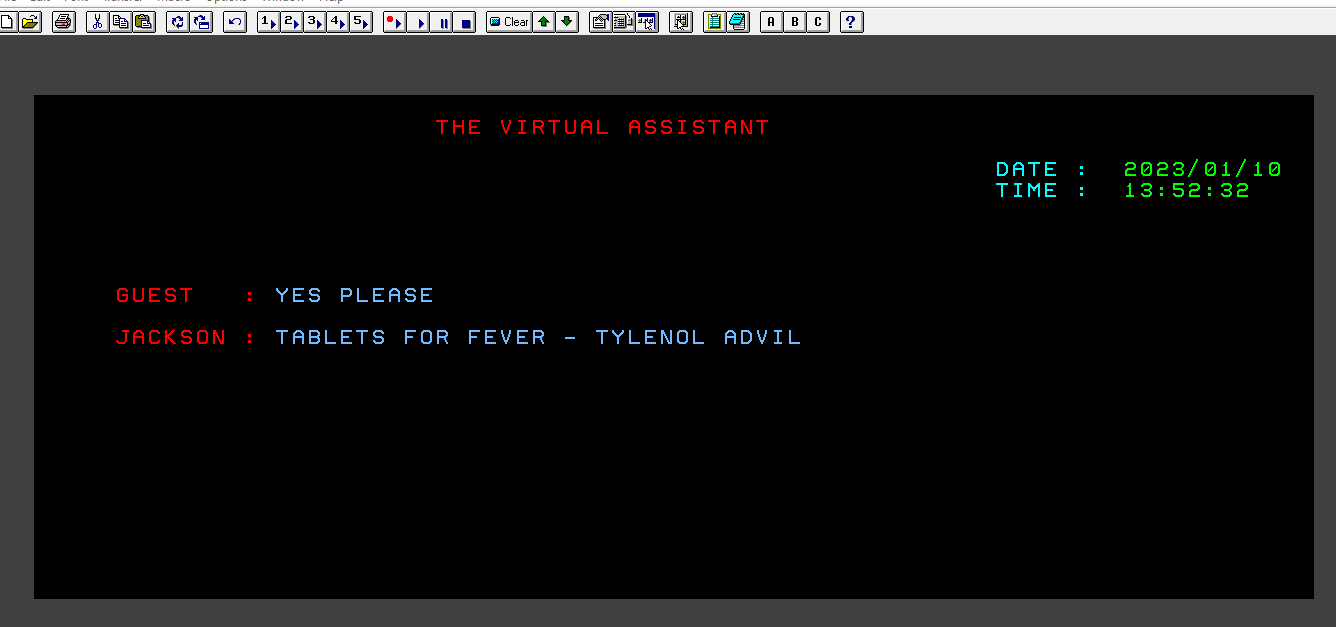 Clear
1 2 3 4 5
A B C
?
THE VIRTUAL ASSISTANT
DATE : 2023/01/10
TIME : 13:52:32
GUEST : YES PLEASE
JACKSON : TABLETS FOR FEVER - TYLENOL ADVIL